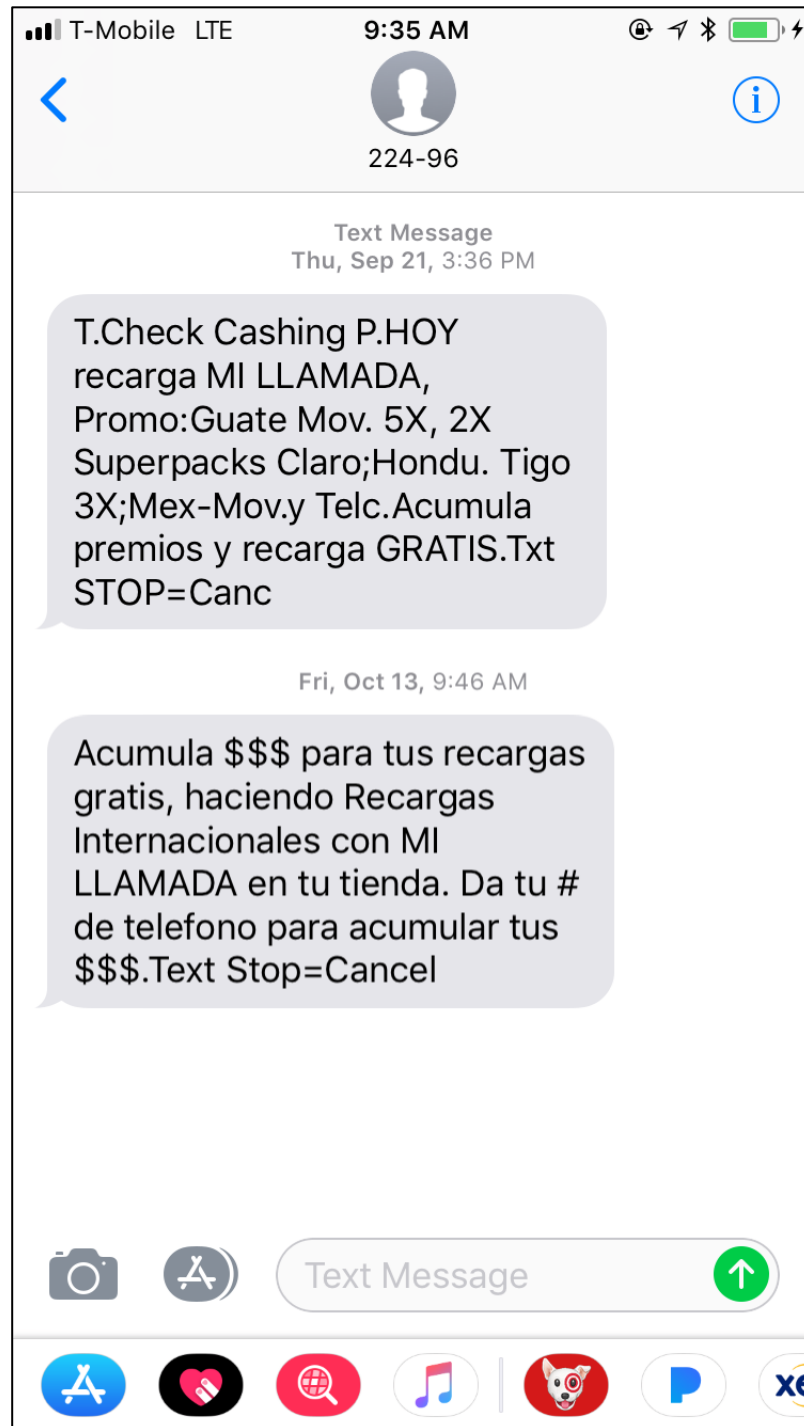 T-Mobile LTE 9:35 AM
i
224-96
Text Message
Thu, Sep 21, 3:36 PM
T.Check Cashing P.HOY
recarga MI LLAMADA,
Promo:Guate Mov. 5X, 2X
Superpacks Claro;Hondu. Tigo
3X;Mex-Mov.y Telc.Acumula
premios y recarga GRATIS.Txt
STOP=Canc
Fri, Oct 13, 9:46 AM
Acumula $$$ para tus recargas
gratis, haciendo Recargas
Internacionales con MI
LLAMADA en tu tienda. Da tu #
de telefono para acumular tus
$$$.Text Stop=Cancel
Text Message
xe